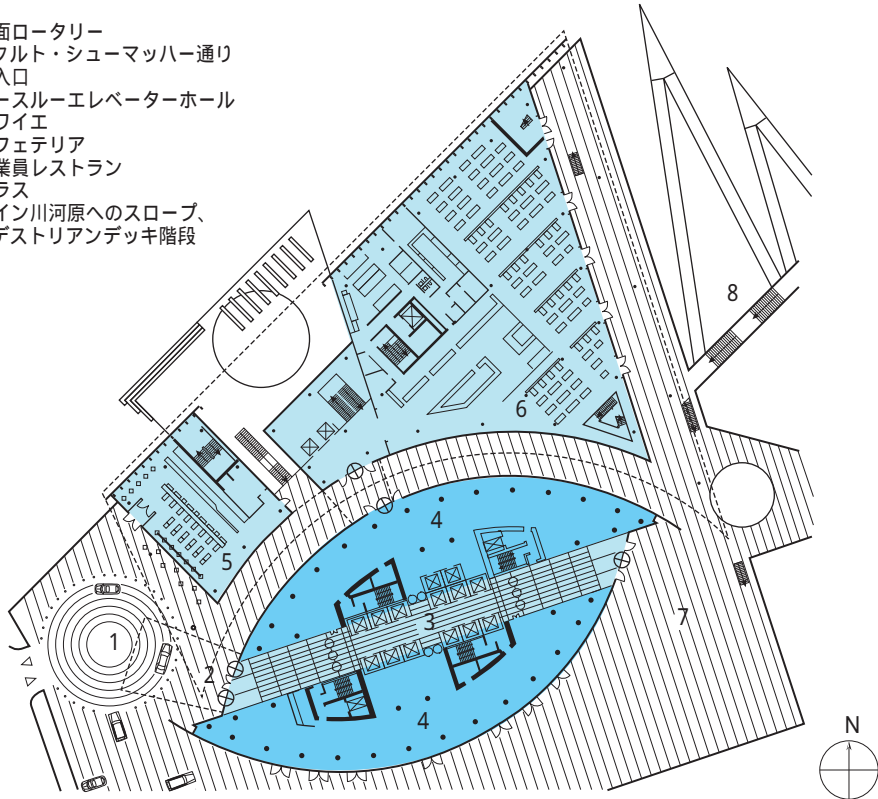 面ロータリー
クルト・シューマッハー通り
入口
ースルーエレベーターホール
ワイエ
フェテリア
業員レストラン
ラス
イン川河原へのスロープ、
デストリアンデッキ階段
8
6
4
5
3
1
7
2
4
N